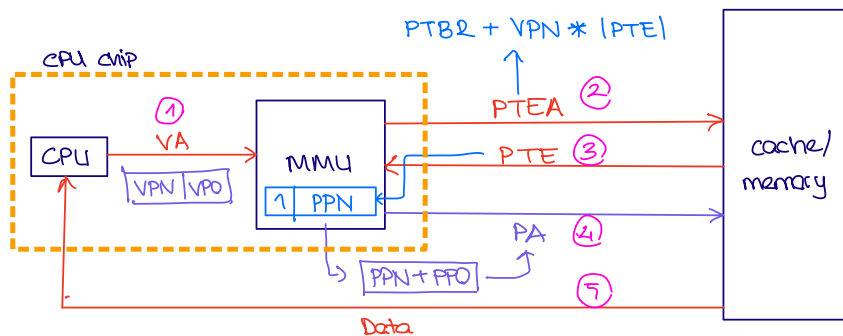 PTBR + VPN * |PTE|
CPU chip
1
VA
PTEA 2
CPU
MMU
PTE 3
cache/
memory
VPN | VPO
1 | PPN
PA 4
PPN + PPO
5
Data